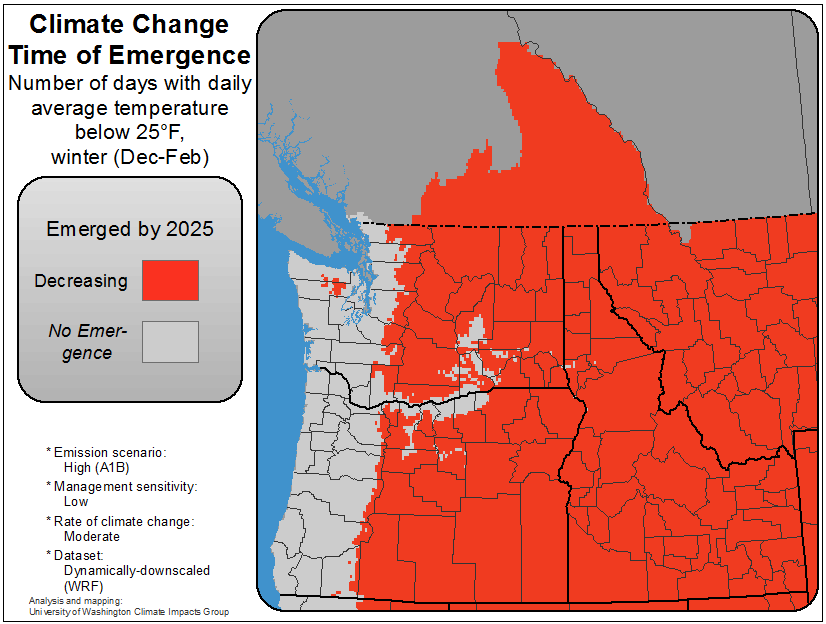 Climate Change
Time of Emergence
Number of days with daily
average temperature
below 25°F,
winter (Dec-Feb)
Emerged by 2025
Decreasing
No Emer-
gence
* Emission scenario:
High (A1B)
* Management sensitivity:
Low
* Rate of climate change:
Moderate
* Dataset:
Dynamically-downscaled
(WRF)
Analysis and mapping:
University of Washington Climate Impacts Group